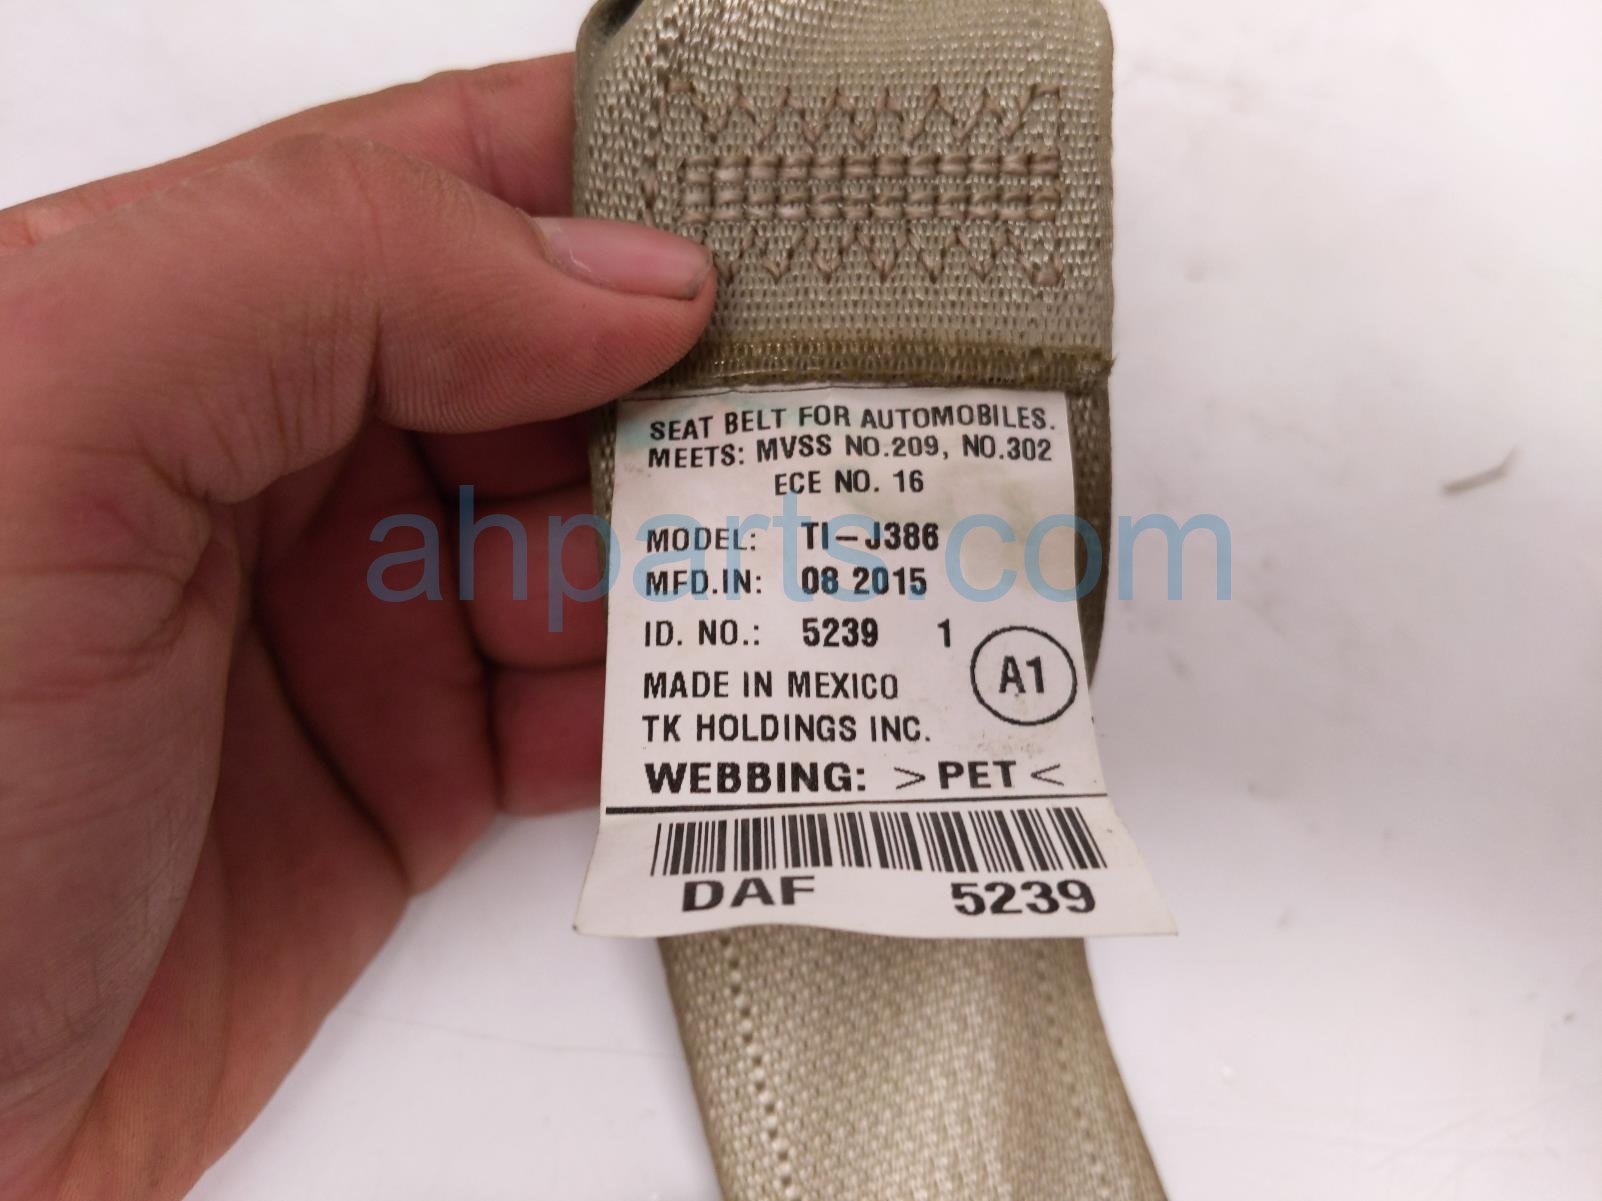 SEAT BELT FOR AUTOMOBILES.
MEETS: MVSS NO.209, NO.302
ECE NO. 16
MODEL: TI-J386
MFD.IN: 08 2015
ID. NO.: 5239 1
A1
MADE IN MEXICO
TK HOLDINGS INC.
WEBBING: >PET<
DAF 5239
ahparts.com